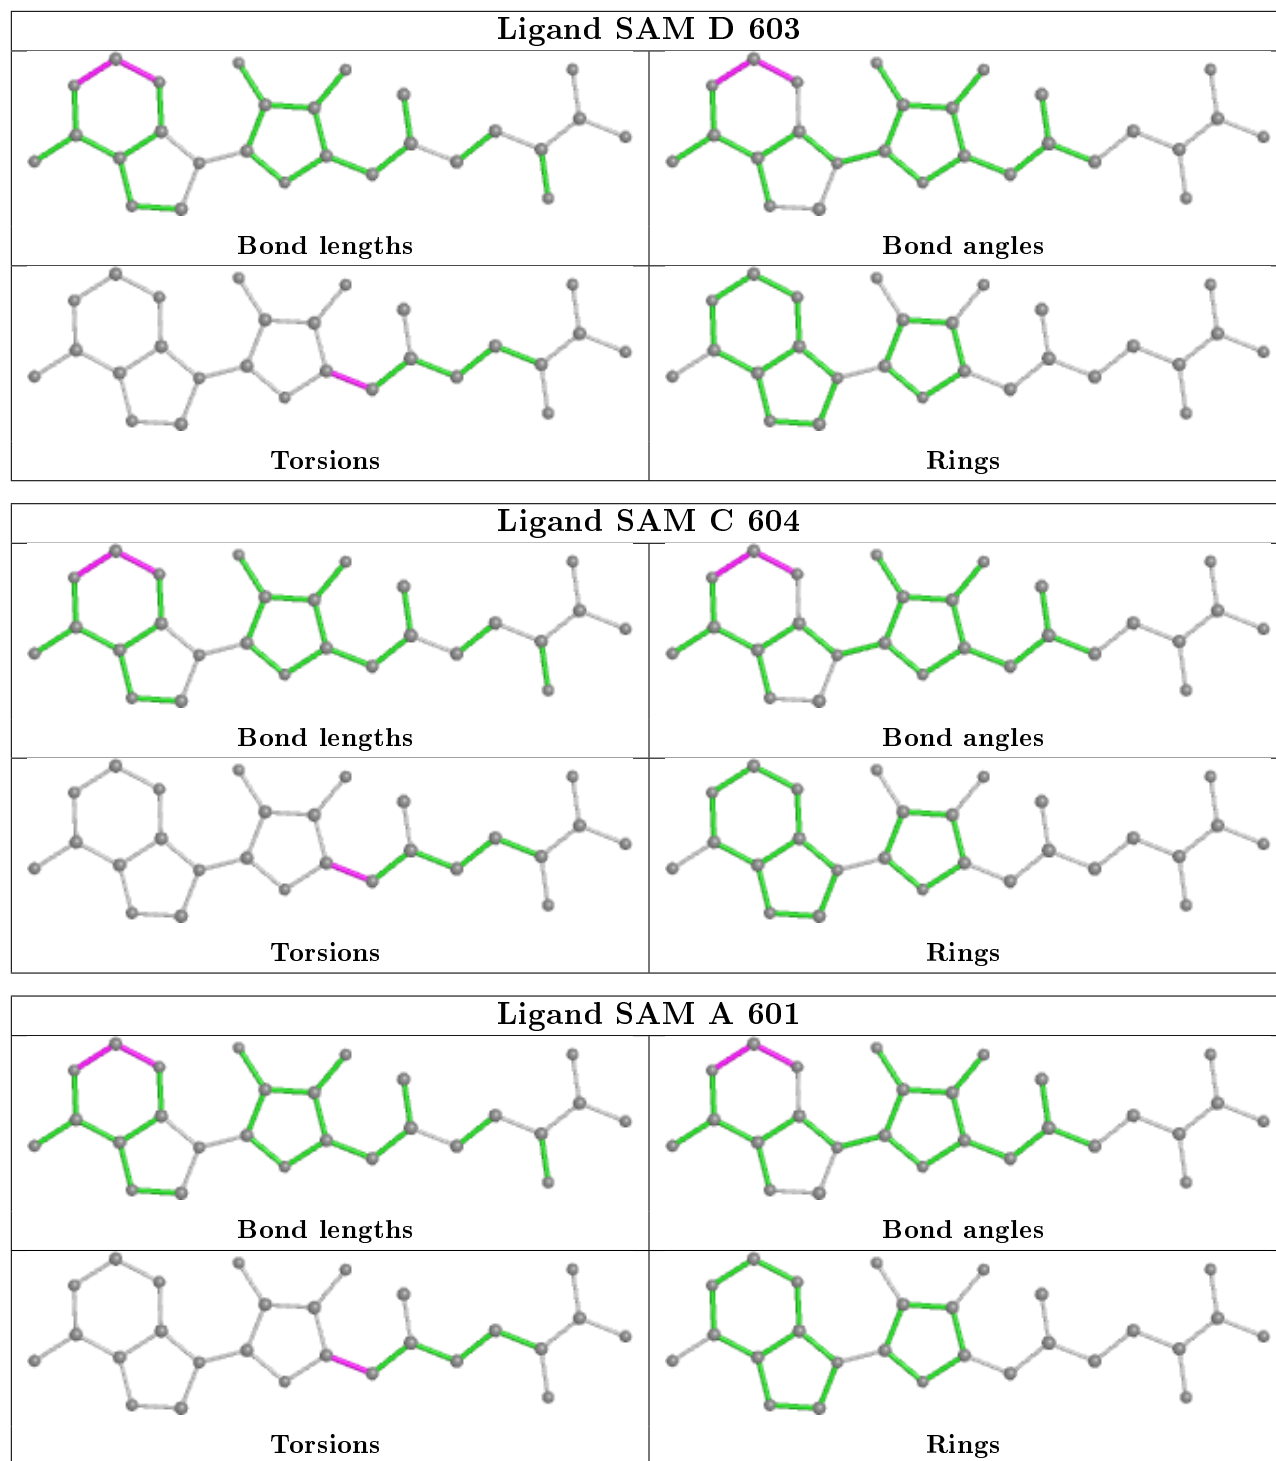 Ligand SAM D 603
Bond lengths
Bond angles
Torsions
Rings
Ligand SAM C 604
Bond lengths
Bond angles
Torsions
Rings
Ligand SAM A 601
Bond lengths
Bond angles
Torsions
Rings